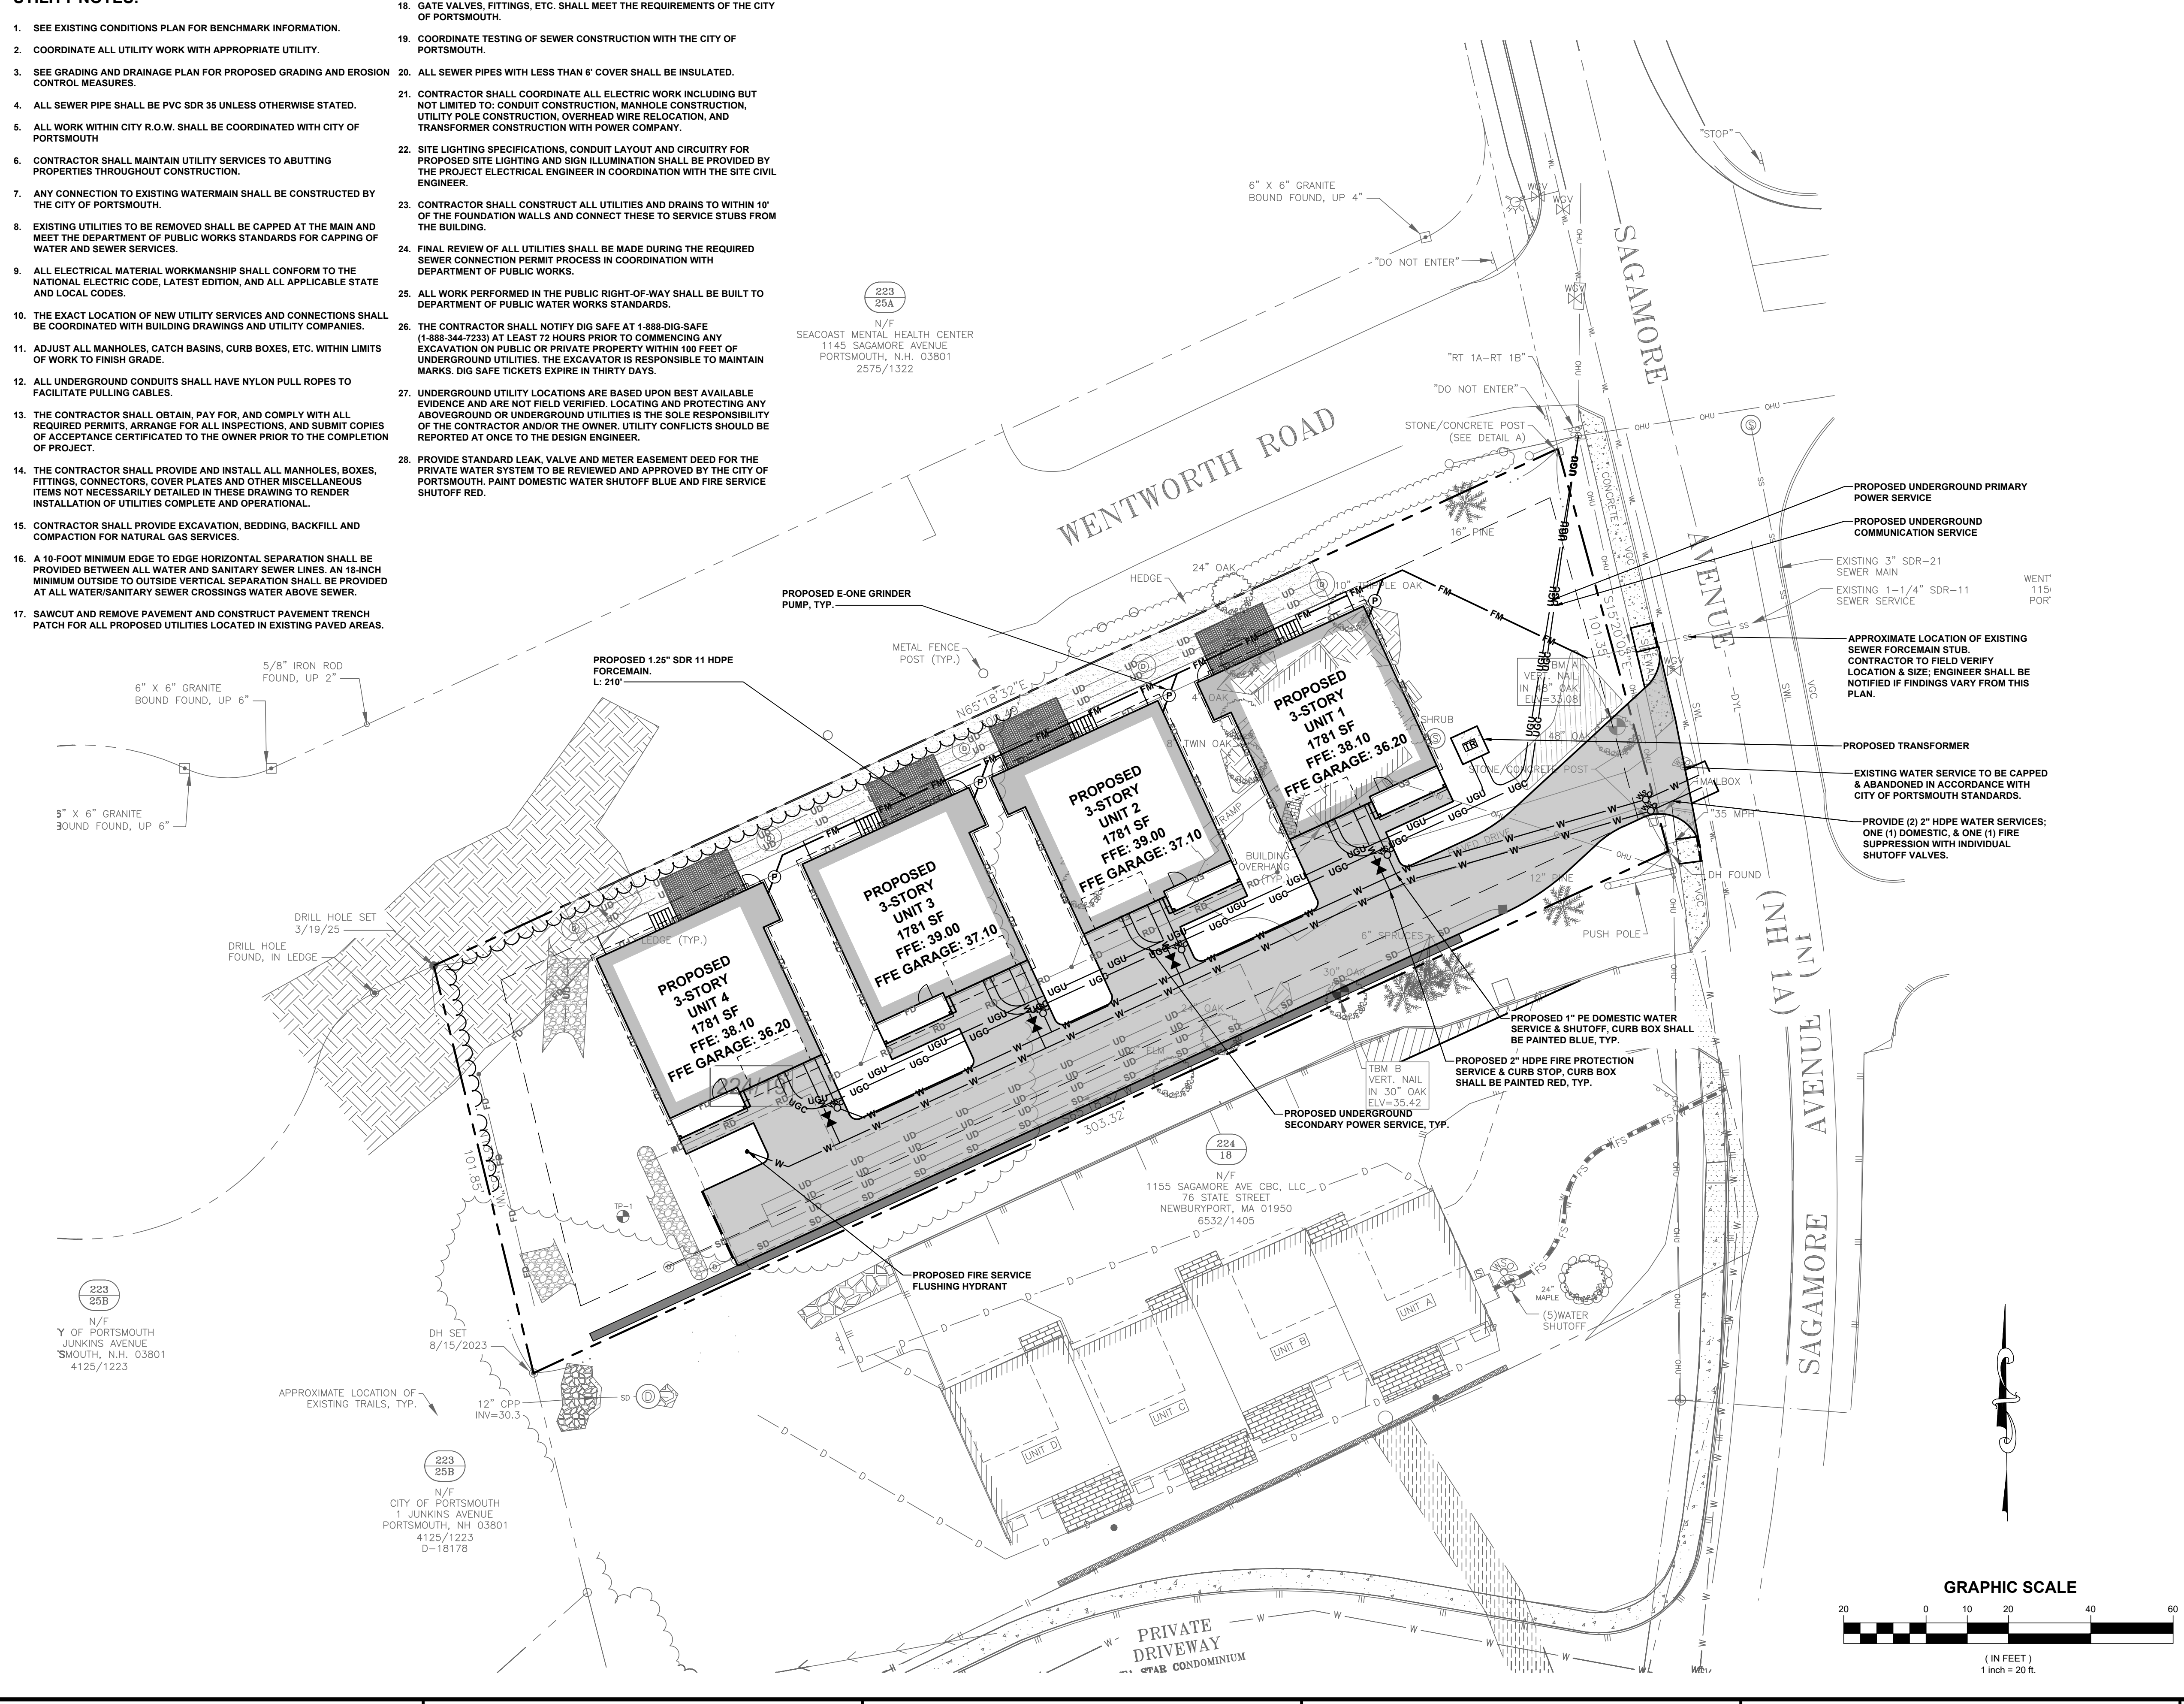 1. SEE EXISTING CONDITIONS PLAN FOR BENCHMARK INFORMATION.
2. COORDINATE ALL UTILITY WORK WITH APPROPRIATE UTILITY.
3. SEE GRADING AND DRAINAGE PLAN FOR PROPOSED GRADING AND EROSION
CONTROL MEASURES.
4. ALL SEWER PIPE SHALL BE PVC SDR 35 UNLESS OTHERWISE STATED.
5. ALL WORK WITHIN CITY R.O.W. SHALL BE COORDINATED WITH CITY OF
PORTSMOUTH
6. CONTRACTOR SHALL MAINTAIN UTILITY SERVICES TO ABUTTING
PROPERTIES THROUGHOUT CONSTRUCTION.
7. ANY CONNECTION TO EXISTING WATERMAIN SHALL BE CONSTRUCTED BY
THE CITY OF PORTSMOUTH.
8. EXISTING UTILITIES TO BE REMOVED SHALL BE CAPPED AT THE MAIN AND
MEET THE DEPARTMENT OF PUBLIC WORKS STANDARDS FOR CAPPING OF
WATER AND SEWER SERVICES.
9. ALL ELECTRICAL MATERIAL WORKMANSHIP SHALL CONFORM TO THE
NATIONAL ELECTRIC CODE, LATEST EDITION, AND ALL APPLICABLE STATE
AND LOCAL CODES.
10. THE EXACT LOCATION OF NEW UTILITY SERVICES AND CONNECTIONS SHALL
BE COORDINATED WITH BUILDING DRAWINGS AND UTILITY COMPANIES.
11. ADJUST ALL MANHOLES, CATCH BASINS, CURB BOXES, ETC. WITHIN LIMITS
OF WORK TO FINISH GRADE.
12. ALL UNDERGROUND CONDUITS SHALL HAVE NYLON PULL ROPES TO
FACILITATE PULLING CABLES.
13. THE CONTRACTOR SHALL OBTAIN, PAY FOR, AND COMPLY WITH ALL
REQUIRED PERMITS, ARRANGE FOR ALL INSPECTIONS, AND SUBMIT COPIES
OF ACCEPTANCE CERTIFICATED TO THE OWNER PRIOR TO THE COMPLETION
OF PROJECT.
14. THE CONTRACTOR SHALL PROVIDE AND INSTALL ALL MANHOLES, BOXES,
FITTINGS, CONNECTORS, COVER PLATES AND OTHER MISCELLANEOUS
ITEMS NOT NECESSARILY DETAILED IN THESE DRAWING TO RENDER
INSTALLATION OF UTILITIES COMPLETE AND OPERATIONAL.
15. CONTRACTOR SHALL PROVIDE EXCAVATION, BEDDING, BACKFILL AND
COMPACTION FOR NATURAL GAS SERVICES.
16. A 10-FOOT MINIMUM EDGE TO EDGE HORIZONTAL SEPARATION SHALL BE
PROVIDED BETWEEN ALL WATER AND SANITARY SEWER LINES. AN 18-INCH
MINIMUM OUTSIDE TO OUTSIDE VERTICAL SEPARATION SHALL BE PROVIDED
AT ALL WATER/SANITARY SEWER CROSSINGS WATER ABOVE SEWER.
17. SAWCUT AND REMOVE PAVEMENT AND CONSTRUCT PAVEMENT TRENCH
PATCH FOR ALL PROPOSED UTILITIES LOCATED IN EXISTING PAVED AREAS.
18. GATE VALVES, FITTINGS, ETC. SHALL MEET THE REQUIREMENTS OF THE CITY
OF PORTSMOUTH.
19. COORDINATE TESTING OF SEWER CONSTRUCTION WITH THE CITY OF
PORTSMOUTH.
20. ALL SEWER PIPES WITH LESS THAN 6' COVER SHALL BE INSULATED.
21. CONTRACTOR SHALL COORDINATE ALL ELECTRIC WORK INCLUDING BUT
NOT LIMITED TO: CONDUIT CONSTRUCTION, MANHOLE CONSTRUCTION,
UTILITY POLE CONSTRUCTION, OVERHEAD WIRE RELOCATION, AND
TRANSFORMER CONSTRUCTION WITH POWER COMPANY.
22. SITE LIGHTING SPECIFICATIONS, CONDUIT LAYOUT AND CIRCUITRY FOR
PROPOSED SITE LIGHTING AND SIGN ILLUMINATION SHALL BE PROVIDED BY
THE PROJECT ELECTRICAL ENGINEER IN COORDINATION WITH THE SITE CIVIL
ENGINEER.
23. CONTRACTOR SHALL CONSTRUCT ALL UTILITIES AND DRAINS TO WITHIN 10'
OF THE FOUNDATION WALLS AND CONNECT THESE TO SERVICE STUBS FROM
THE BUILDING.
24. FINAL REVIEW OF ALL UTILITIES SHALL BE MADE DURING THE REQUIRED
SEWER CONNECTION PERMIT PROCESS IN COORDINATION WITH
DEPARTMENT OF PUBLIC WORKS.
25. ALL WORK PERFORMED IN THE PUBLIC RIGHT-OF-WAY SHALL BE BUILT TO
DEPARTMENT OF PUBLIC WATER WORKS STANDARDS.
26. THE CONTRACTOR SHALL NOTIFY DIG SAFE AT 1-888-DIG-SAFE
(1-888-344-7233) AT LEAST 72 HOURS PRIOR TO COMMENCING ANY
EXCAVATION ON PUBLIC OR PRIVATE PROPERTY WITHIN 100 FEET OF
UNDERGROUND UTILITIES. THE EXCAVATOR IS RESPONSIBLE TO MAINTAIN
MARKS. DIG SAFE TICKETS EXPIRE IN THIRTY DAYS.
27. UNDERGROUND UTILITY LOCATIONS ARE BASED UPON BEST AVAILABLE
EVIDENCE AND ARE NOT FIELD VERIFIED. LOCATING AND PROTECTING ANY
ABOVEGROUND OR UNDERGROUND UTILITIES IS THE SOLE RESPONSIBILITY
OF THE CONTRACTOR AND/OR THE OWNER. UTILITY CONFLICTS SHOULD BE
REPORTED AT ONCE TO THE DESIGN ENGINEER.
28. PROVIDE STANDARD LEAK, VALVE AND METER EASEMENT DEED FOR THE
PRIVATE WATER SYSTEM TO BE REVIEWED AND APPROVED BY THE CITY OF
PORTSMOUTH. PAINT DOMESTIC WATER SHUTOFF BLUE AND FIRE SERVICE
SHUTOFF RED.
"STOP"
6" X 6" GRANITE
BOUND FOUND, UP 4"
"DO NOT ENTER"
223
25A
N/F
SEACOAST MENTAL HEALTH CENTER
1145 SAGAMORE AVENUE
PORTSMOUTH, N.H. 03801
2575/1322
SAGAMORE
AVENUE
(NH 1A)
"RT 1A-RT 1B"
"DO NOT ENTER"
STONE/CONCRETE POST
(SEE DETAIL A)
WENTWORTH ROAD
16" PINE
24" OAK
HEDGE
10" TRIPPLE OAK
METAL FENCE
POST (TYP.)
CONCRETE
SIDEWALK
S15°20'00"E
101.35'
PROPOSED UNDERGROUND PRIMARY
POWER SERVICE
PROPOSED UNDERGROUND
COMMUNICATION SERVICE
EXISTING 3" SDR-21
SEWER MAIN
EXISTING 1-1/4" SDR-11
SEWER SERVICE
APPROXIMATE LOCATION OF EXISTING
SEWER FORCEMAIN STUB.
CONTRACTOR TO FIELD VERIFY
LOCATION & SIZE; ENGINEER SHALL BE
NOTIFIED IF FINDINGS VARY FROM THIS
PLAN.
PROPOSED TRANSFORMER
EXISTING WATER SERVICE TO BE CAPPED
& ABANDONED IN ACCORDANCE WITH
CITY OF PORTSMOUTH STANDARDS.
PROVIDE (2) 2" HDPE WATER SERVICES;
ONE (1) DOMESTIC, & ONE (1) FIRE
SUPPRESSION WITH INDIVIDUAL
SHUTOFF VALVES.
MAILBOX
"35 MPH"
DH FOUND
PUSH POLE
12" PINE
PROPOSED E-ONE GRINDER
PUMP, TYP.
PROPOSED 1.25" SDR 11 HDPE
FORCEMAIN.
L: 210'
5/8" IRON ROD
FOUND, UP 2"
6" X 6" GRANITE
BOUND FOUND, UP 6"
" X 6" GRANITE
BOUND FOUND, UP 6"
N65°18'32"E
TBM A
VERT. NAIL
IN 48" OAK
ELV=33.08
48" OAK
STONE/CONCRETE POST
SHRUB
TR
8" TWIN OAK
RAMP
BUILDING
OVERHANG
(TYP.)
PAVED DRIVE
PROPOSED
3-STORY
UNIT 1
1781 SF
FFE: 38.10
FFE GARAGE: 36.20
PROPOSED
3-STORY
UNIT 2
1781 SF
FFE: 39.00
FFE GARAGE: 37.10
PROPOSED
3-STORY
UNIT 3
1781 SF
FFE: 39.00
FFE GARAGE: 37.10
PROPOSED
3-STORY
UNIT 4
1781 SF
FFE: 38.10
FFE GARAGE: 36.20
224/19
DRILL HOLE SET
3/19/25
DRILL HOLE
FOUND, IN LEDGE
LEDGE (TYP.)
6" SPRUCES
30" OAK
24" OAK
303.32'
101.85'
TP-1
PROPOSED 1" PE DOMESTIC WATER
SERVICE & SHUTOFF, CURB BOX SHALL
BE PAINTED BLUE, TYP.
PROPOSED 2" HDPE FIRE PROTECTION
SERVICE & CURB STOP, CURB BOX
SHALL BE PAINTED RED, TYP.
TBM B
VERT. NAIL
IN 30" OAK
ELV=35.42
PROPOSED UNDERGROUND
SECONDARY POWER SERVICE, TYP.
224
18
N/F
1155 SAGAMORE AVE CBC, LLC
76 STATE STREET
NEWBURYPORT, MA 01950
6532/1405
PROPOSED FIRE SERVICE
FLUSHING HYDRANT
UNIT A
UNIT B
UNIT C
UNIT D
24"
MAPLE
(5)WATER
SHUTOFF
SAGAMORE AVENUE
223
25B
N/F
Y OF PORTSMOUTH
JUNKINS AVENUE
SMOUTH, N.H. 03801
4125/1223
DH SET
8/15/2023
APPROXIMATE LOCATION OF
EXISTING TRAILS, TYP.
12" CPP
INV=30.3
223
25B
N/F
CITY OF PORTSMOUTH
1 JUNKINS AVENUE
PORTSMOUTH, NH 03801
4125/1223
D-18178
PRIVATE
DRIVEWAY
STAR CONDOMINIUM
GRAPHIC SCALE
20 0 10 20 40 60
( IN FEET )
1 inch = 20 ft.